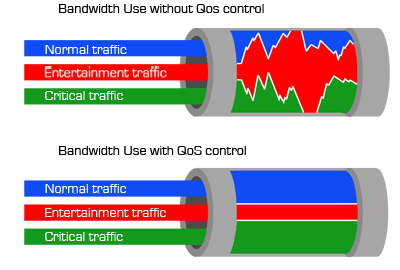 Bandwidth Use without Qos control
Normal traffic
Entertainment traffic
Critical traffic
Bandwidth Use with QoS control
Normal traffic
Entertainment traffic
Critical traffic